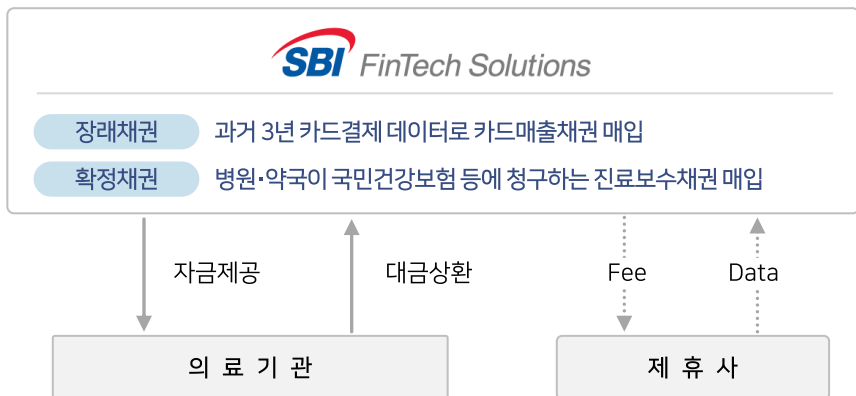 SBI FinTech Solutions
장래채권 과거 3년 카드결제 데이터로 카드매출채권 매입
확정채권 병원·약국이 국민건강보험 등에 청구하는 진료보수채권 매입
자금제공 대금상환 Fee Data
의료기관 제휴사